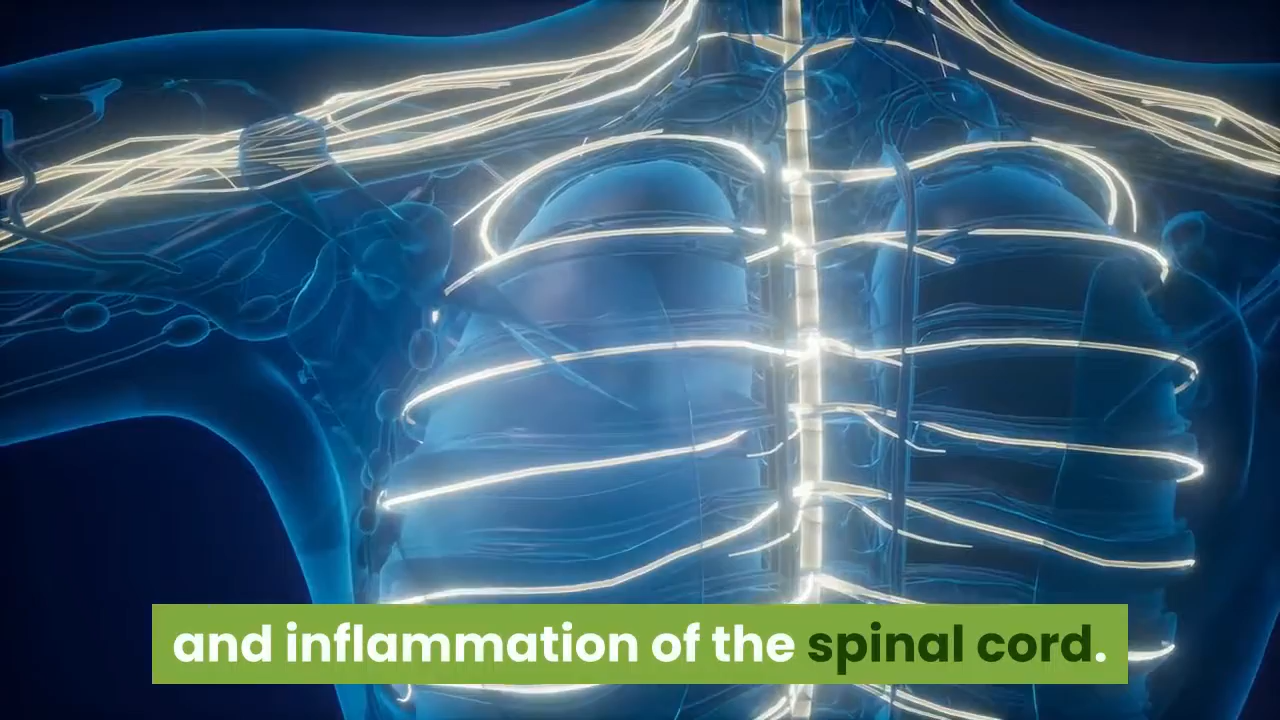 and inflammation of the spinal cord.